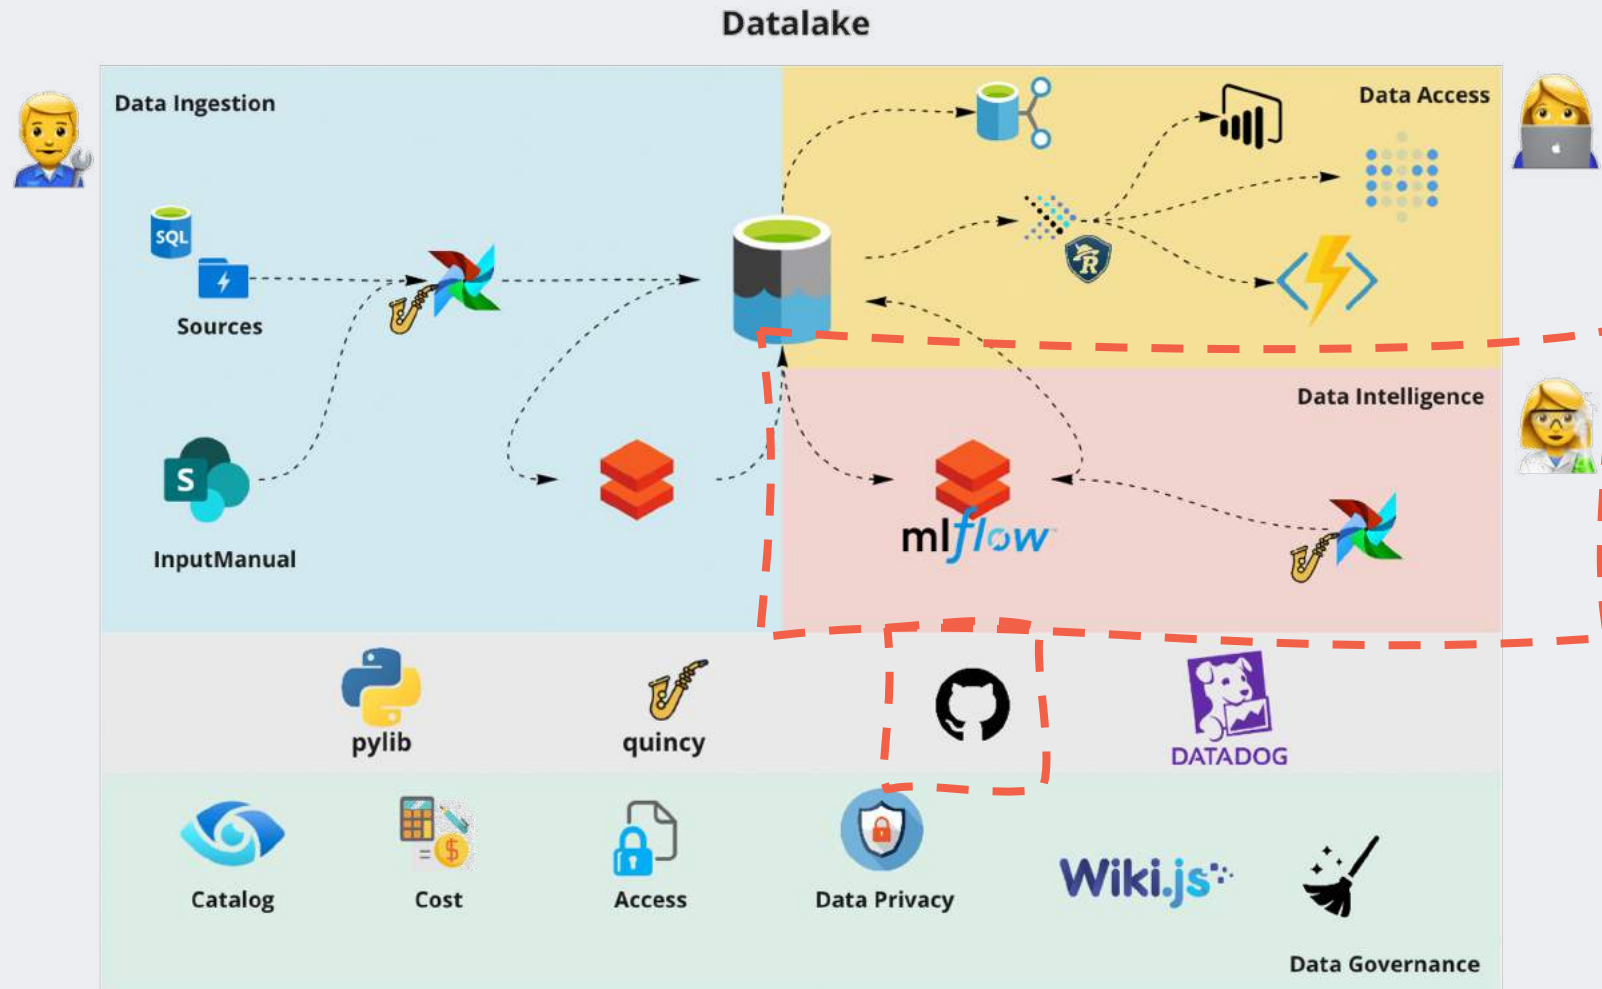 Datalake
Data Ingestion
Data Access
SQL
R
Sources
Data Intelligence
S
mlflow
InputManual
pylib
quincy
DATADOG
Catalog
Cost
Access
Data Privacy
Wiki.js
Data Governance